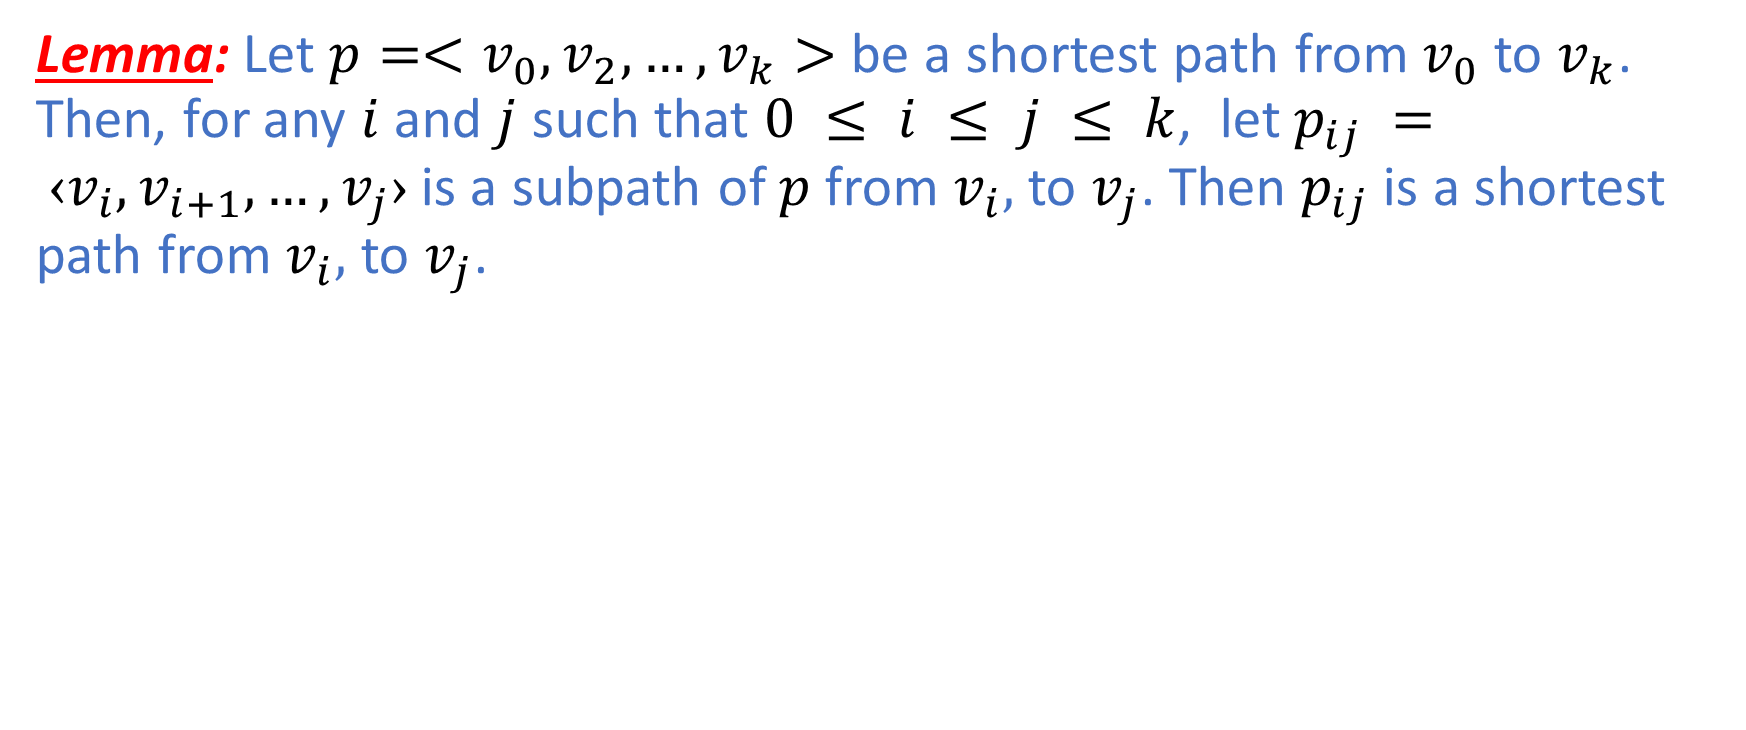 Lemma: Let 𝑝 =< 𝑣₀, 𝑣₂, … , 𝑣ₖ > be a shortest path from 𝑣₀ to 𝑣ₖ.
Then, for any 𝑖 and 𝑗 such that 0 ≤ 𝑖 ≤ 𝑗 ≤ 𝑘, let 𝑝ᵢⱼ =
‹𝑣ᵢ, 𝑣ᵢ₊₁, … , 𝑣ⱼ› is a subpath of 𝑝 from 𝑣ᵢ, to 𝑣ⱼ. Then 𝑝ᵢⱼ is a shortest
path from 𝑣ᵢ, to 𝑣ⱼ.